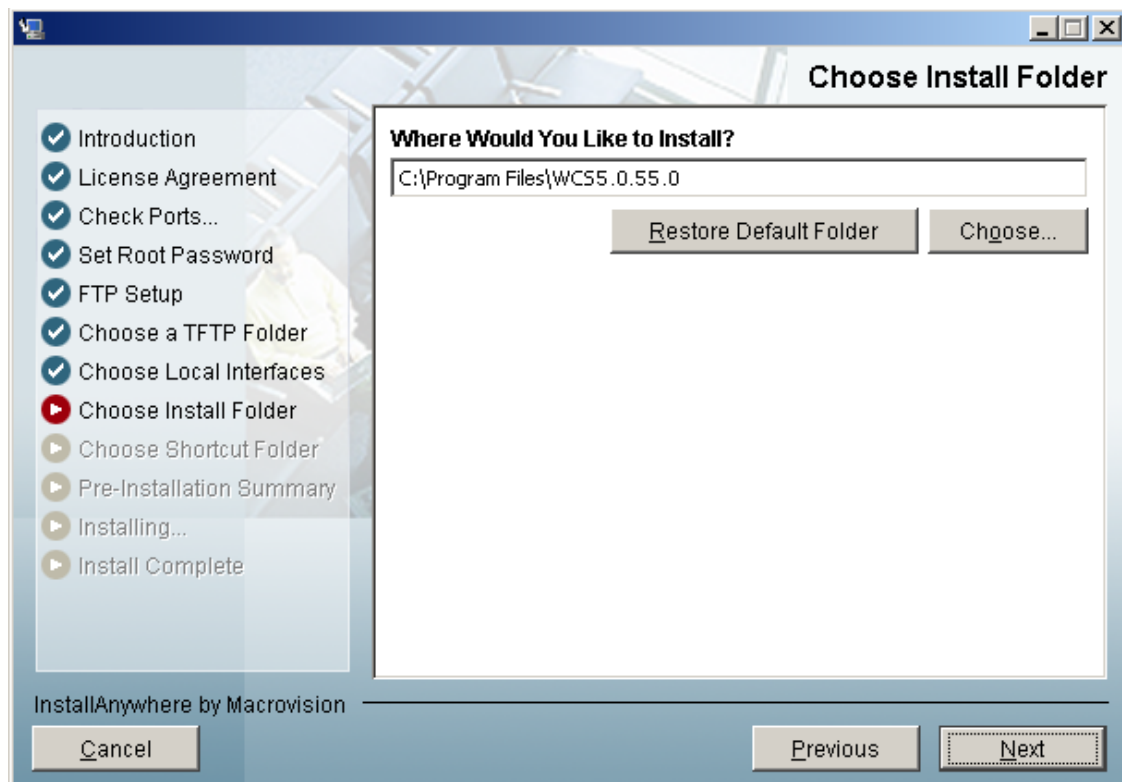 Choose Install Folder
Introduction
License Agreement
Check Ports...
Set Root Password
FTP Setup
Choose a TFTP Folder
Choose Local Interfaces
Choose Install Folder
Choose Shortcut Folder
Pre-Installation Summary
Installing...
Install Complete
Where Would You Like to Install?
C:\Program Files\WCS5.0.55.0
Restore Default Folder
Choose...
InstallAnywhere by Macrovision
Cancel
Previous
Next